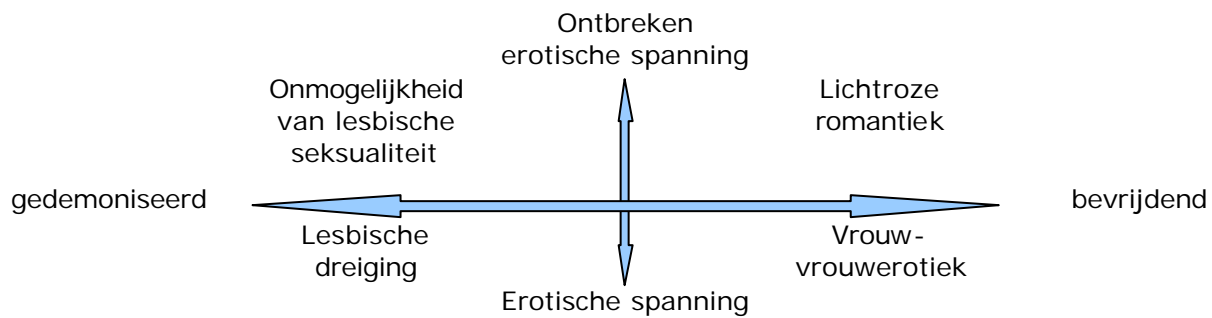 Ontbreken
erotische spanning
Onmogelijkheid
van lesbische
seksualiteit
Lichtroze
romantiek
gedemoniseerd
bevrijdend
Lesbische
dreiging
Vrouw-
vrouwerotiek
Erotische spanning